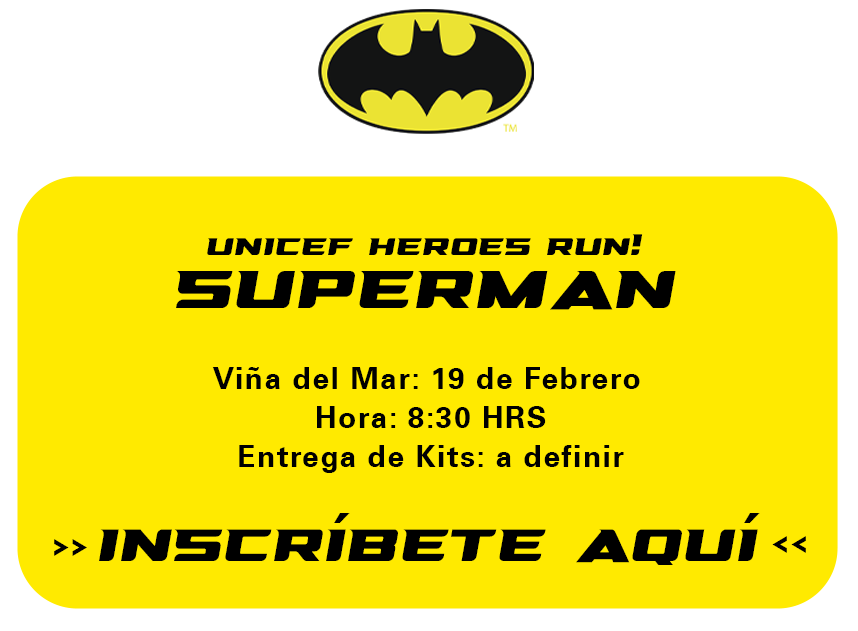 TM
UNICEF HEROES RUN!
SUPERMAN
Viña del Mar: 19 de Febrero
Hora: 8:30 HRS
Entrega de Kits: a definir
>> INSCRÍBETE AQUÍ <<